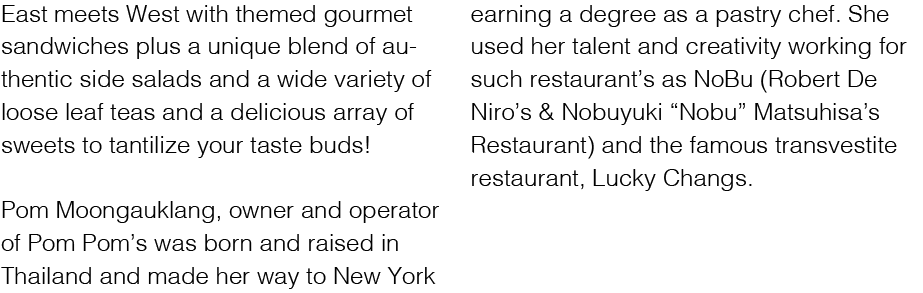 East meets West with themed gourmet
sandwiches plus a unique blend of au-
thentic side salads and a wide variety of
loose leaf teas and a delicious array of
sweets to tantilize your taste buds!

Pom Moongauklang, owner and operator
of Pom Pom’s was born and raised in
Thailand and made her way to New York
earning a degree as a pastry chef. She
used her talent and creativity working for
such restaurant’s as NoBu (Robert De
Niro’s & Nobuyuki “Nobu” Matsuhisa’s
Restaurant) and the famous transvestite
restaurant, Lucky Changs.